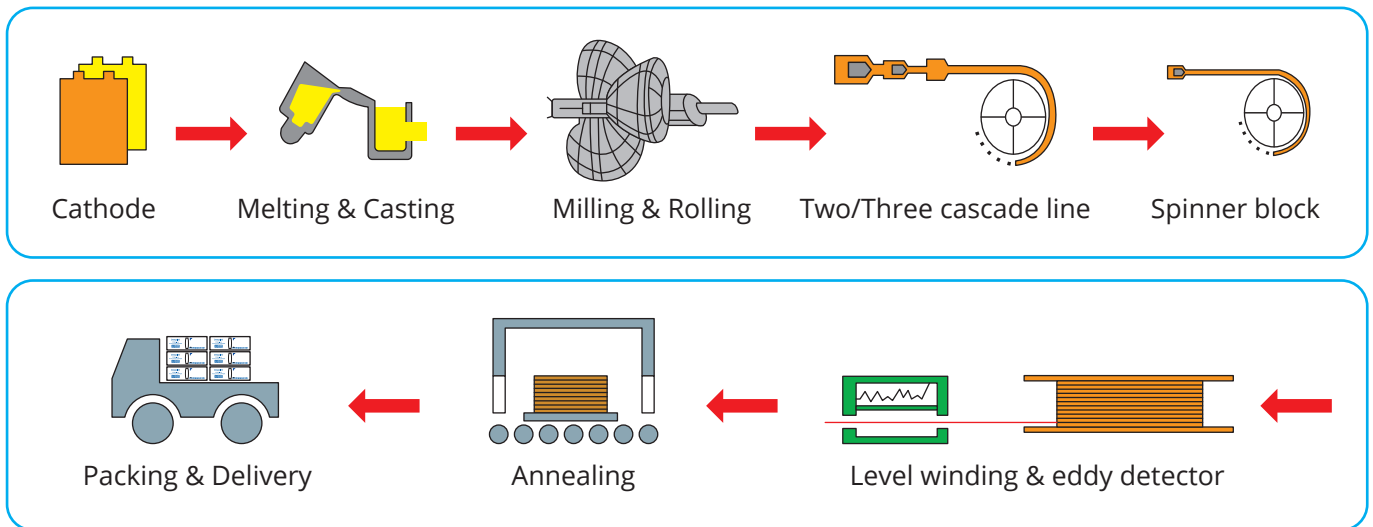 Cathode
Melting & Casting
Milling & Rolling
Two/Three cascade line
Spinner block
Packing & Delivery
Annealing
Level winding & eddy detector